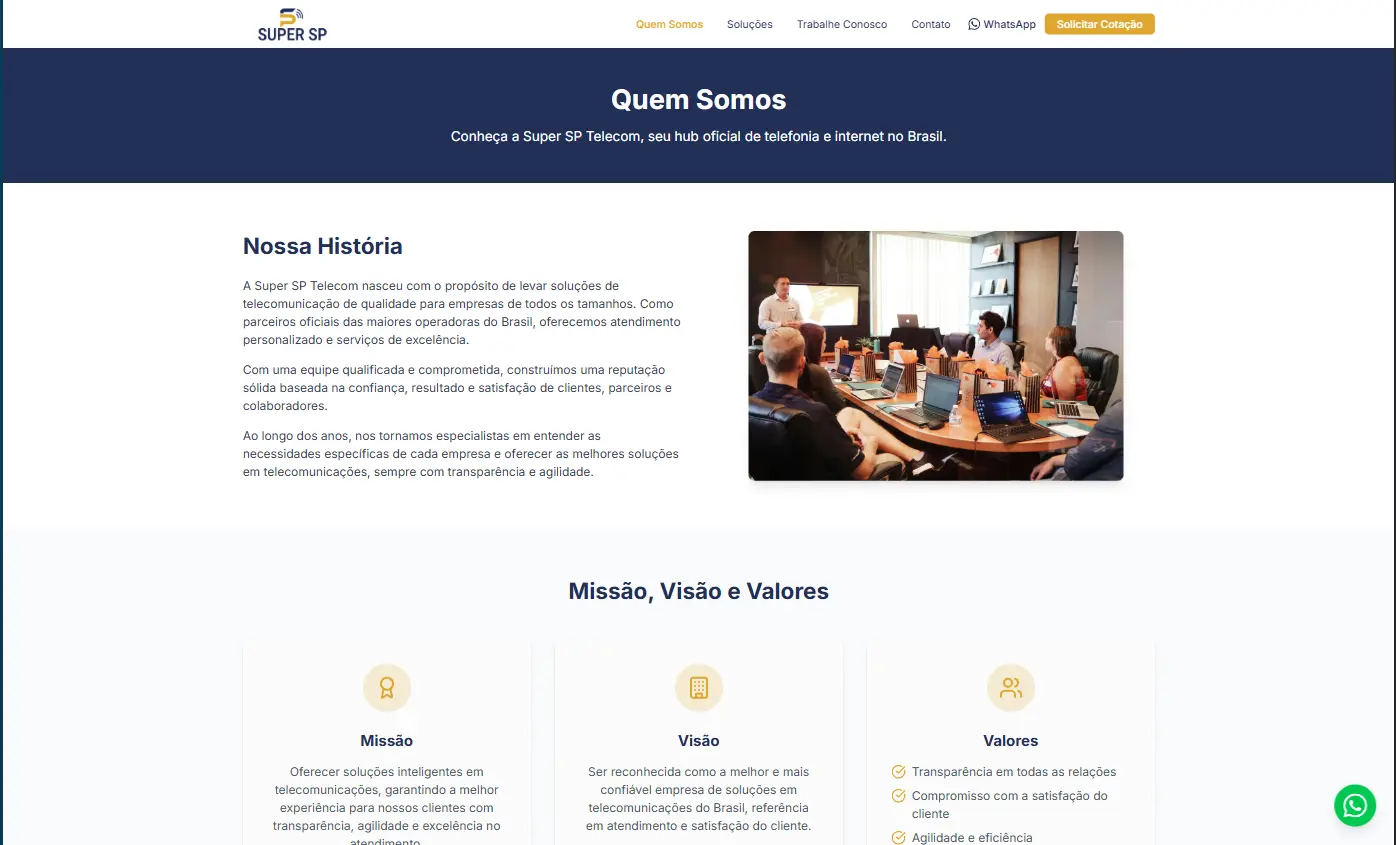 SUPER SP
Quem Somos
Soluções
Trabalhe Conosco
Contato
WhatsApp
Solicitar Cotação
Quem Somos
Conheça a Super SP Telecom, seu hub oficial de telefonia e internet no Brasil.
Nossa História
A Super SP Telecom nasceu com o propósito de levar soluções de
telecomunicação de qualidade para empresas de todos os tamanhos. Como
parceiros oficiais das maiores operadoras do Brasil, oferecemos atendimento
personalizado e serviços de excelência.
Com uma equipe qualificada e comprometida, construímos uma reputação
sólida baseada na confiança, resultado e satisfação de clientes, parceiros e
colaboradores.
Ao longo dos anos, nos tornamos especialistas em entender as
necessidades específicas de cada empresa e oferecer as melhores soluções
em telecomunicações, sempre com transparência e agilidade.
Missão, Visão e Valores
Missão
Oferecer soluções inteligentes em
telecomunicações, garantindo a melhor
experiência para nossos clientes com
transparência, agilidade e excelência no
atendimento.
Visão
Ser reconhecida como a melhor e mais
confiável empresa de soluções em
telecomunicações do Brasil, referência
em atendimento e satisfação do cliente.
Valores
Transparência em todas as relações
Compromisso com a satisfação do
cliente
Agilidade e eficiência